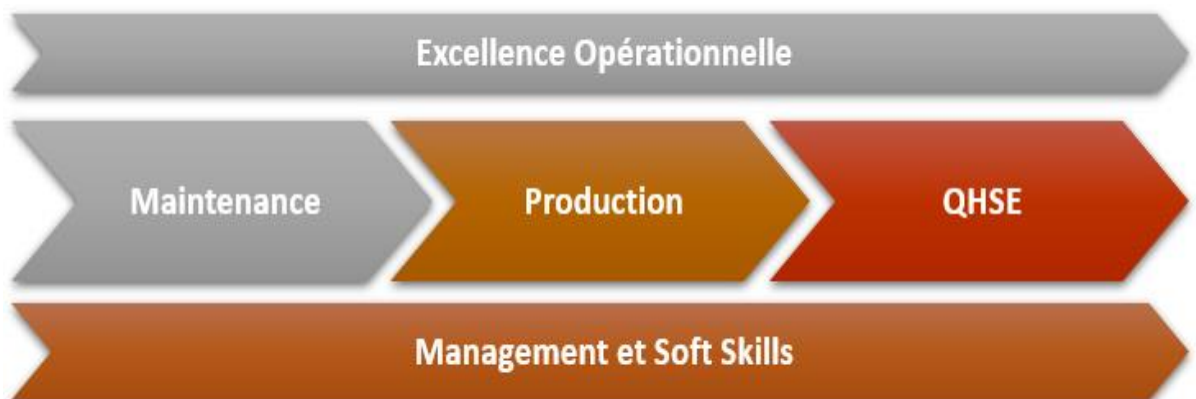 Excellence Opérationnelle
Maintenance
Production
QHSE
Management et Soft Skills